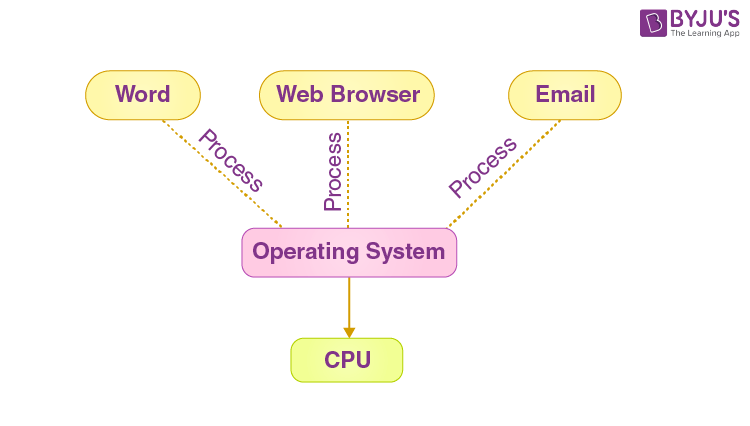 BYJU'S
The Learning App
Word
Web Browser
Email
Process
Process
Process
Operating System
CPU